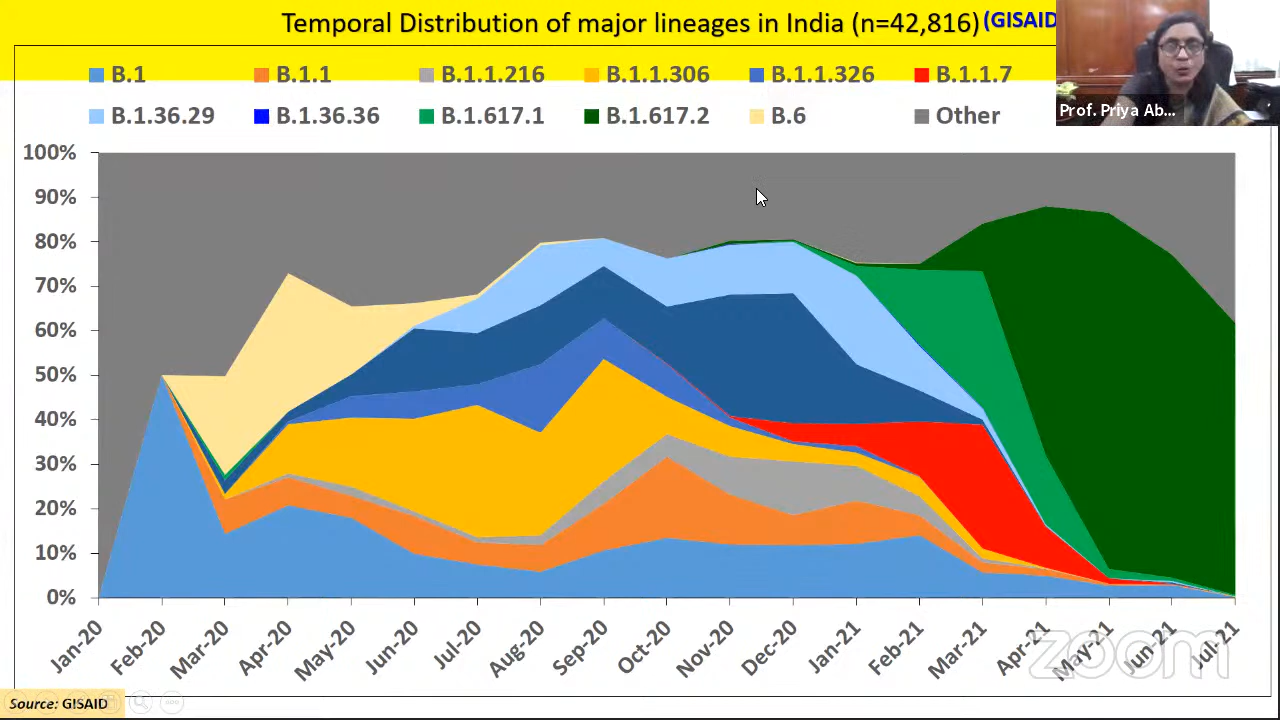 Temporal Distribution of major lineages in India (n=42,816) (GISAID
B.1 B.1.1 B.1.1.216 B.1.1.306 B.1.1.326 B.1.1.7
B.1.36.29 B.1.36.36 B.1.617.1 B.1.617.2 B.6 Other
Prof. Priya Ab...
100%
90%
80%
70%
60%
50%
40%
30%
20%
10%
0%
Jan-20 Feb-20 Mar-20 Apr-20 May-20 Jun-20 Jul-20 Aug-20 Sep-20 Oct-20 Nov-20 Dec-20 Jan-21 Feb-21 Mar-21 Apr-21 May-21 Jun-21 Jul-21
zoom
Source: GISAID